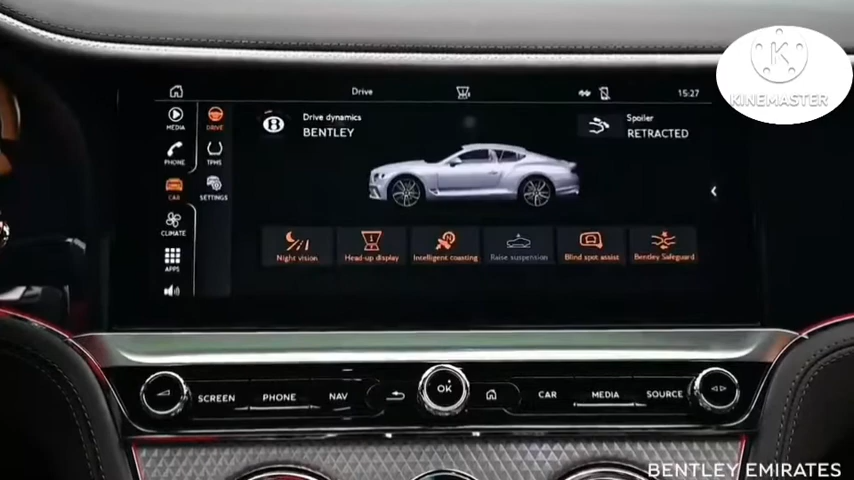 Drive
15:27
KINEMASTER
MEDIA
DRIVE
PHONE
TPMS
CAR
SETTINGS
CLIMATE
APPS
Drive dynamics
BENTLEY
Spoiler
RETRACTED
Night vision
Head-up display
Intelligent coasting
Raise suspension
Blind spot assist
Bentley Safeguard
SCREEN
PHONE
NAV
OK
CAR
MEDIA
SOURCE
BENTLEY EMIRATES